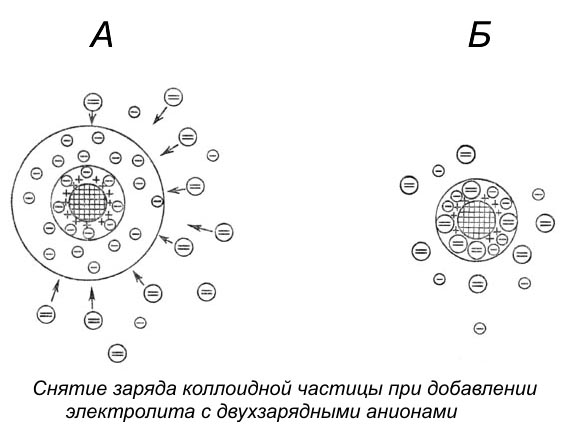 А Б
Снятие заряда коллоидной частицы при добавлении
электролита с двухзарядными анионами